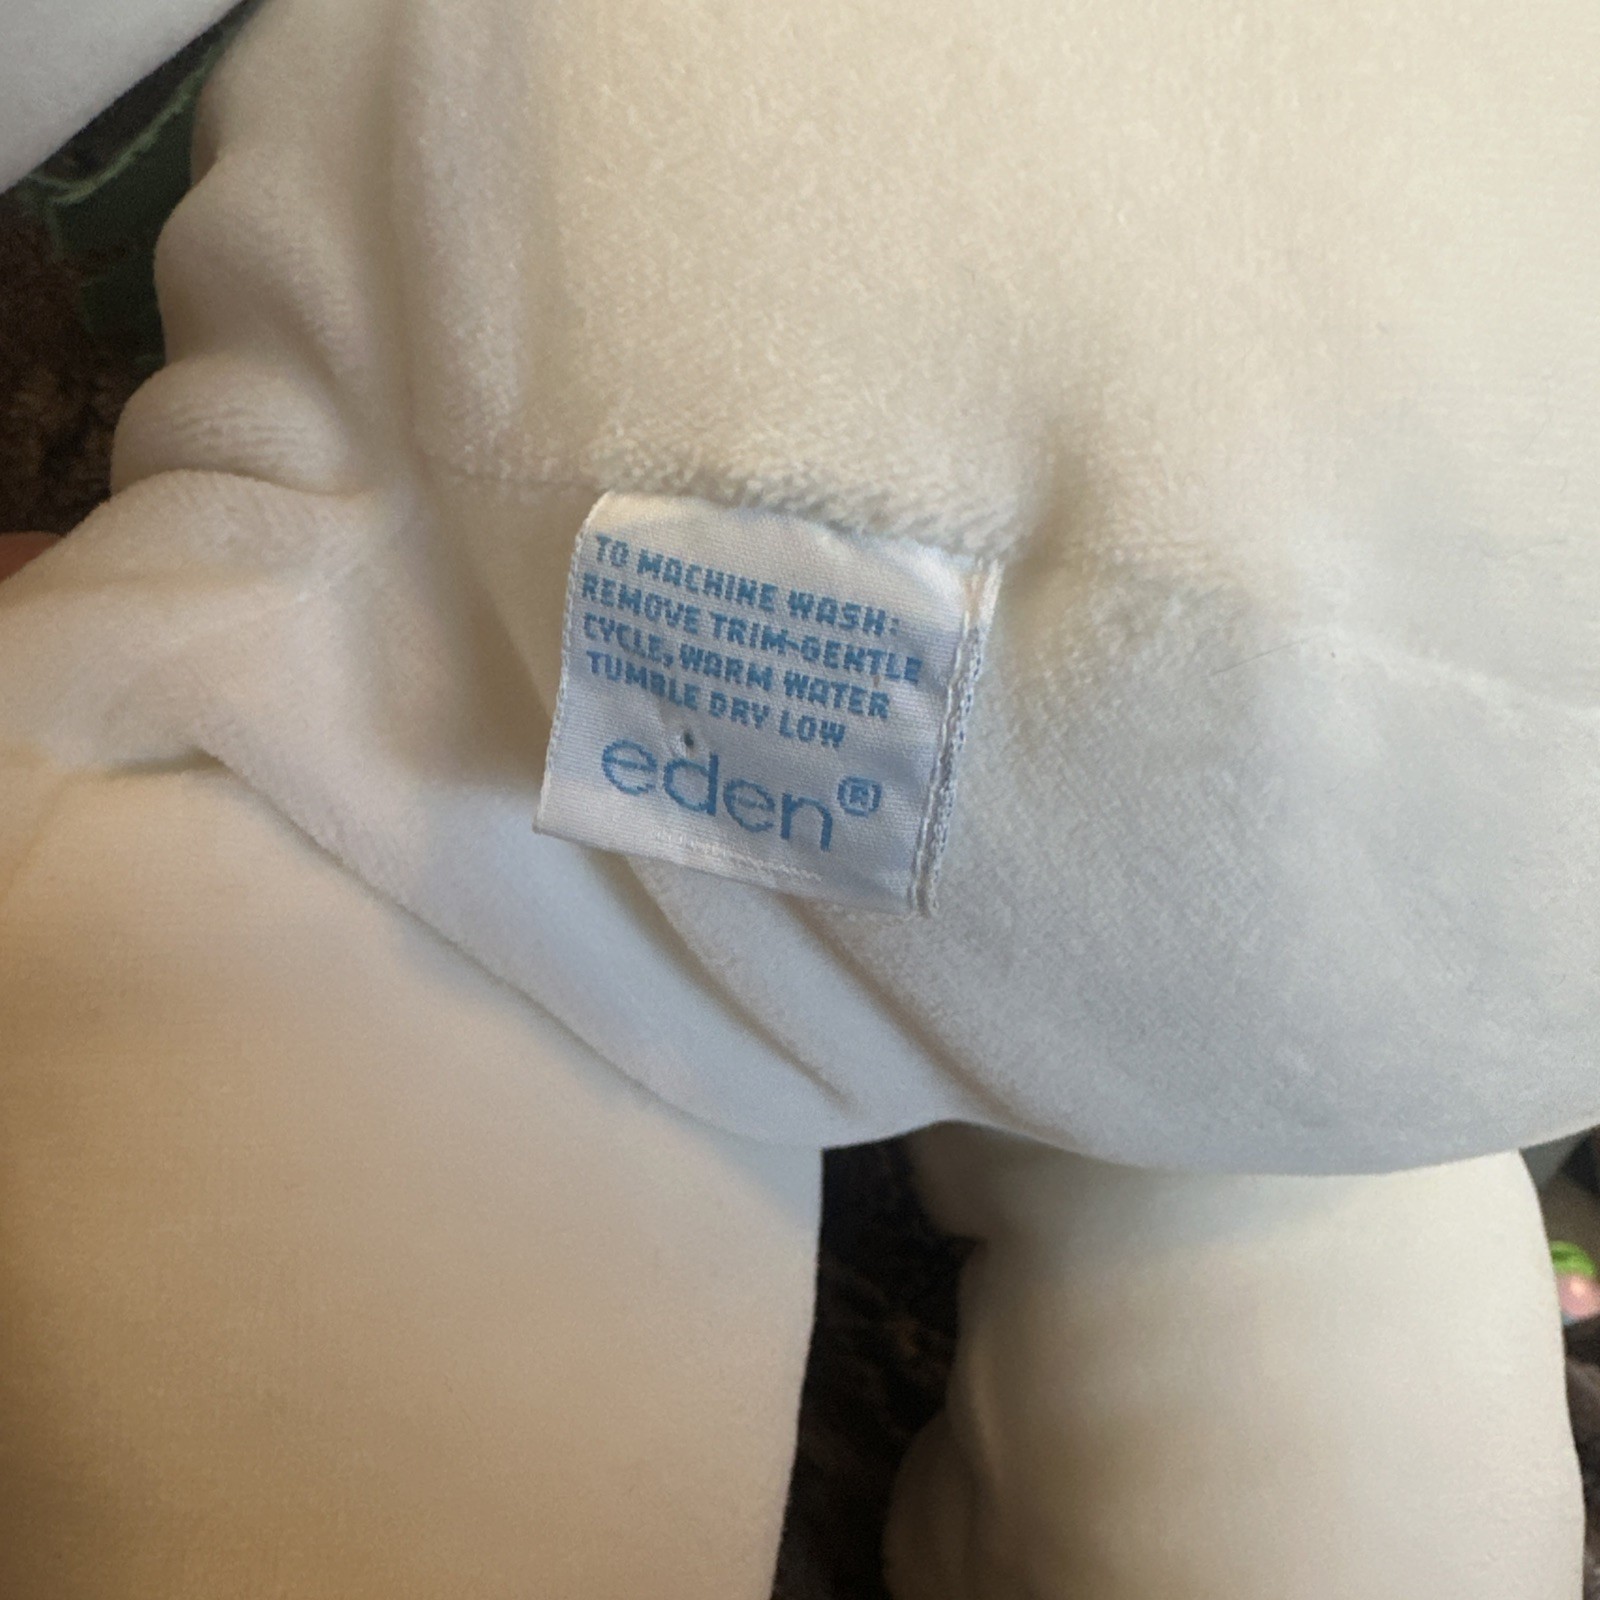 TO MACHINE WASH:
REMOVE TRIM-GENTLE
CYCLE, WARM WATER
TUMBLE DRY LOW
eden®